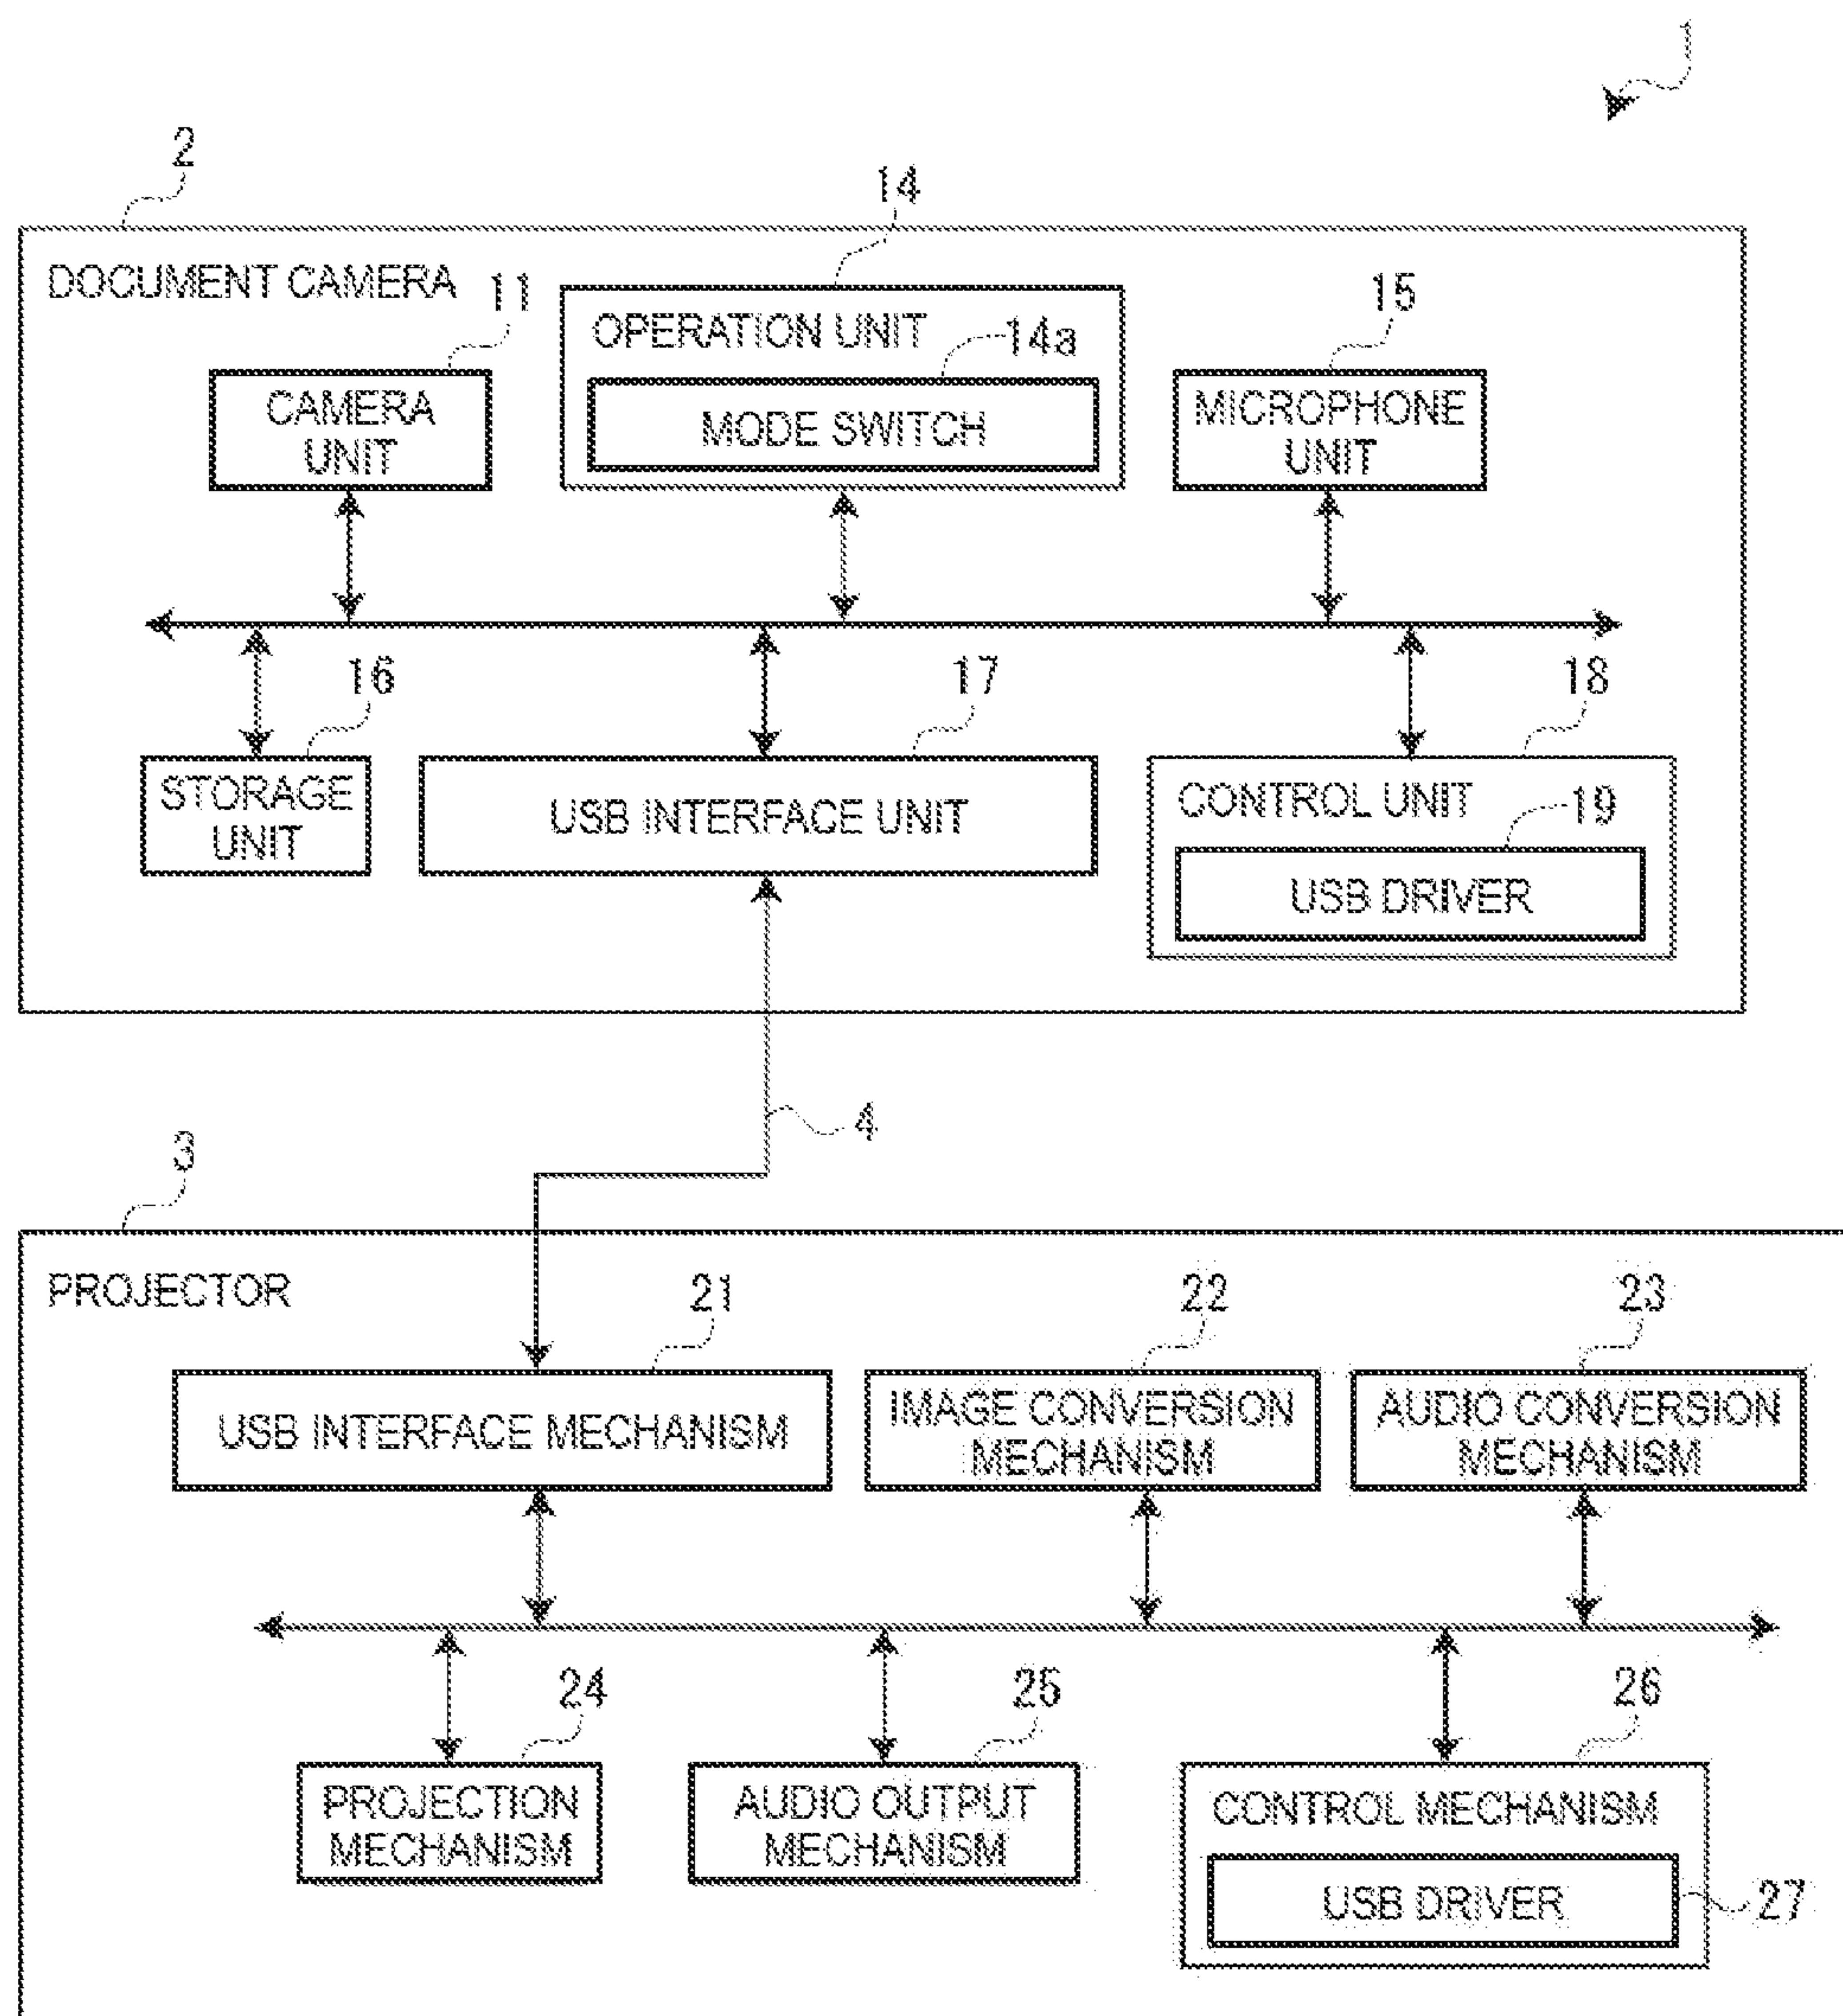 1
2
14
DOCUMENT CAMERA
11
OPERATION UNIT
14a
15
CAMERA
UNIT
MODE SWITCH
MICROPHONE
UNIT
16
17
18
STORAGE
UNIT
USB INTERFACE UNIT
CONTROL UNIT
19
USB DRIVER
4
3
PROJECTOR
21
22
23
USB INTERFACE MECHANISM
IMAGE CONVERSION
MECHANISM
AUDIO CONVERSION
MECHANISM
24
25
26
PROJECTION
MECHANISM
AUDIO OUTPUT
MECHANISM
CONTROL MECHANISM
USB DRIVER
27